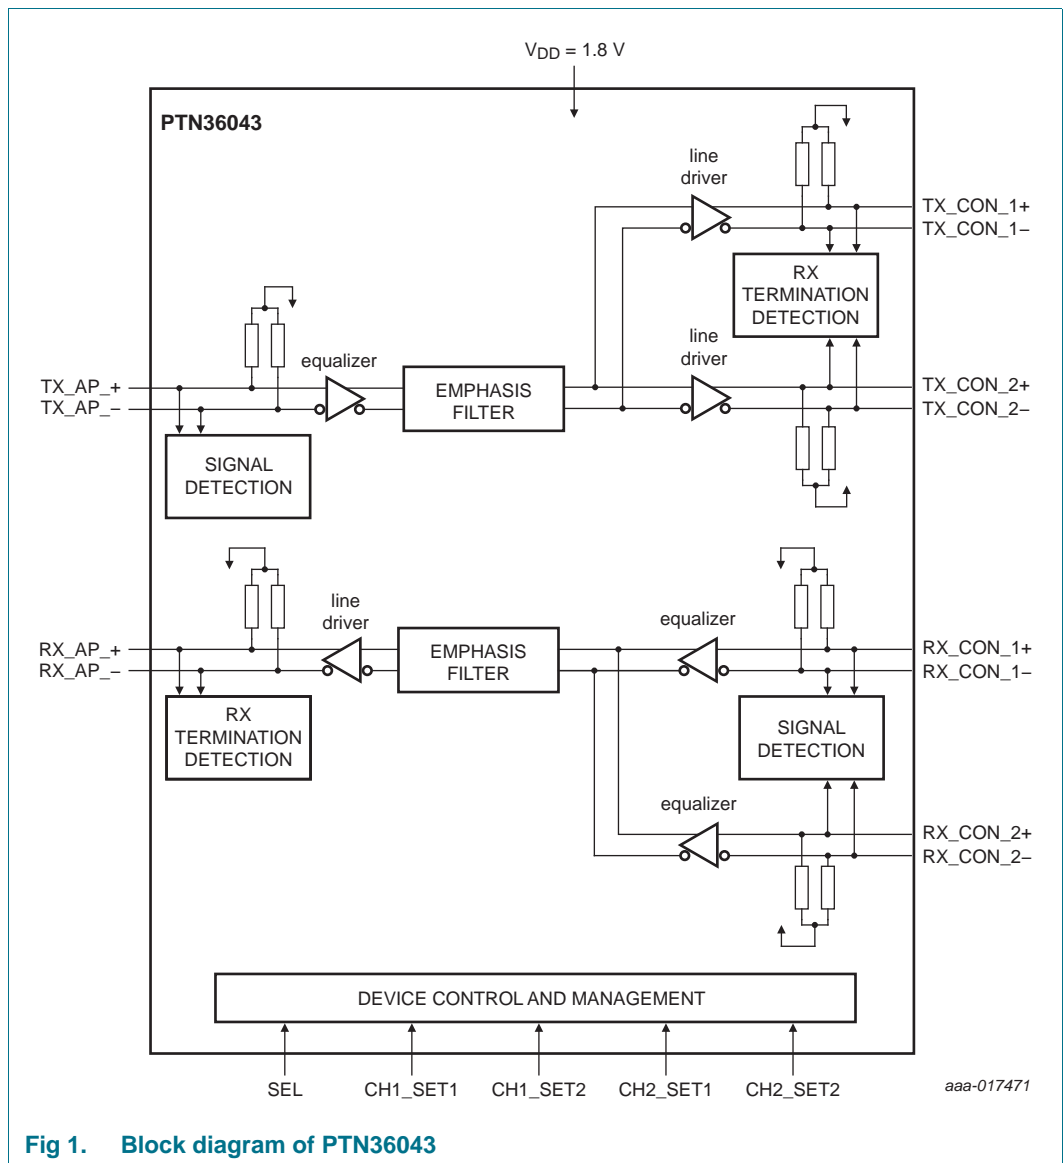 VDD = 1.8 V
PTN36043
line
driver
TX_CON_1+
TX_CON_1−
RX
TERMINATION
DETECTION
line
driver
equalizer
TX_AP_+
TX_AP_−
EMPHASIS
FILTER
TX_CON_2+
TX_CON_2−
SIGNAL
DETECTION
line
driver
equalizer
RX_AP_+
RX_AP_−
EMPHASIS
FILTER
RX_CON_1+
RX_CON_1−
RX
TERMINATION
DETECTION
SIGNAL
DETECTION
equalizer
RX_CON_2+
RX_CON_2−
DEVICE CONTROL AND MANAGEMENT
SEL
CH1_SET1
CH1_SET2
CH2_SET1
CH2_SET2
aaa-017471
Fig 1. Block diagram of PTN36043